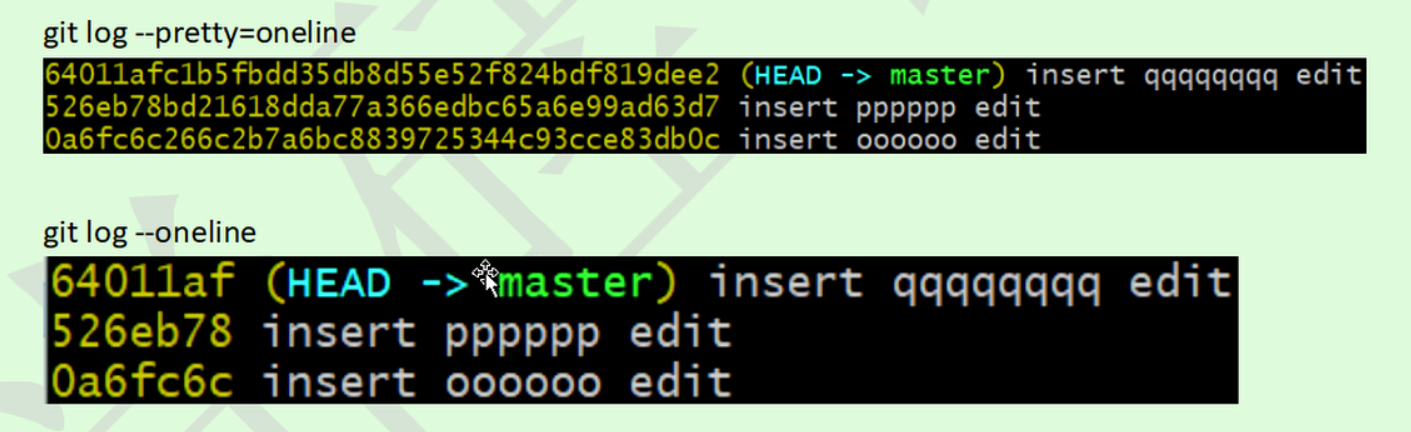 git log --pretty=oneline
64011afc1b5fbdd35db8d55e52f824bdf819dee2 (HEAD -> master) insert qqqqqqqq edit
526eb78bd21618dda77a366edbc65a6e99ad63d7 insert pppppp edit
0a6fc6c266c2b7a6bc8839725344c93cce83db0c insert oooooo edit
git log --oneline
64011af (HEAD -> master) insert qqqqqqqq edit
526eb78 insert pppppp edit
0a6fc6c insert oooooo edit